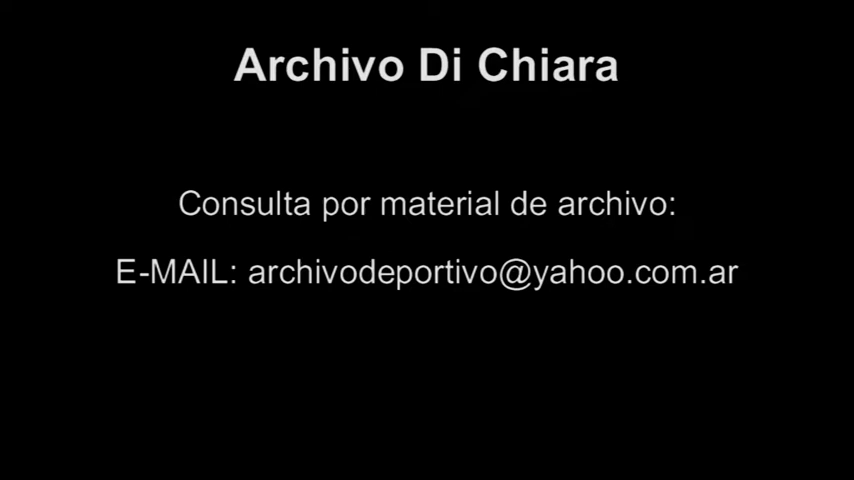 Archivo Di Chiara
Consulta por material de archivo:
E-MAIL: archivodeportivo@yahoo.com.ar